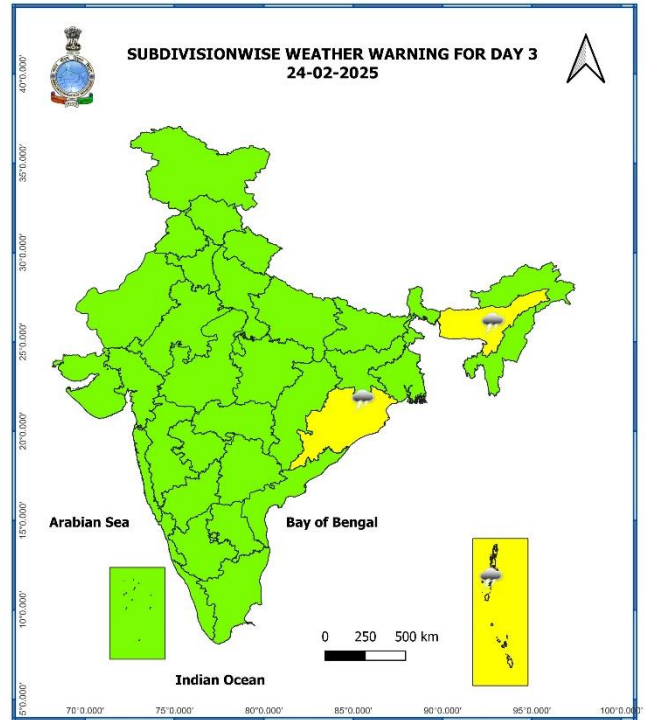 SUBDIVISIONWISE WEATHER WARNING FOR DAY 3
24-02-2025
40°0.000'
35°0.000'
30°0.000'
25°0.000'
20°0.000'
15°0.000'
10°0.000'
5°0.000'
Arabian Sea
Bay of Bengal
0 250 500 km
Indian Ocean
70°0.000' 75°0.000' 80°0.000' 85°0.000' 90°0.000' 95°0.000' 100°0.000'